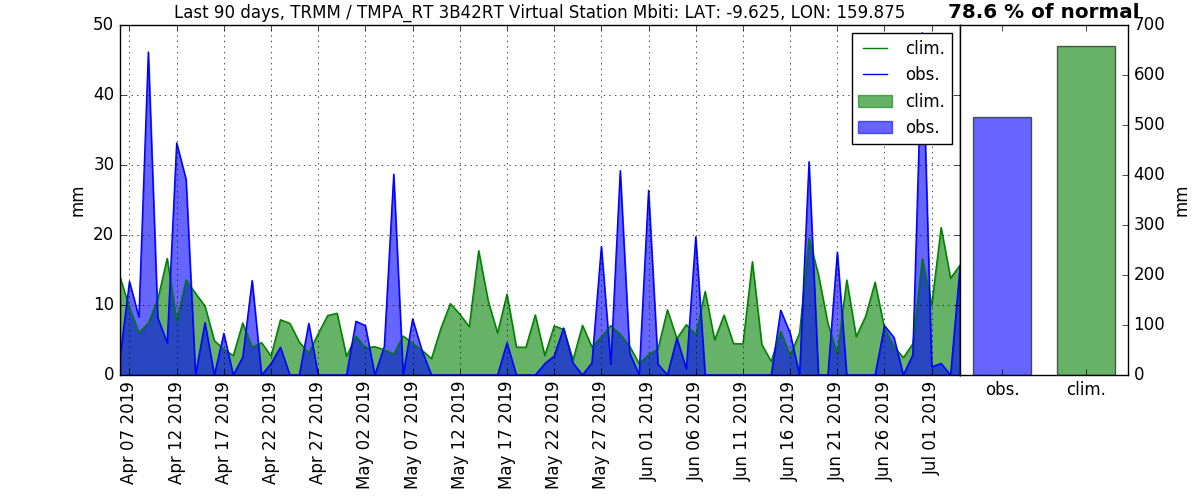 Last 90 days, TRMM / TMPA_RT 3B42RT Virtual Station Mbiti: LAT: -9.625, LON: 159.875
78.6 % of normal
50
40
30
20
10
0
mm
clim.
obs.
clim.
obs.
Apr 07 2019
Apr 12 2019
Apr 17 2019
Apr 22 2019
Apr 27 2019
May 02 2019
May 07 2019
May 12 2019
May 17 2019
May 22 2019
May 27 2019
Jun 01 2019
Jun 06 2019
Jun 11 2019
Jun 16 2019
Jun 21 2019
Jun 26 2019
Jul 01 2019
700
600
500
400
300
200
100
0
mm
obs.
clim.